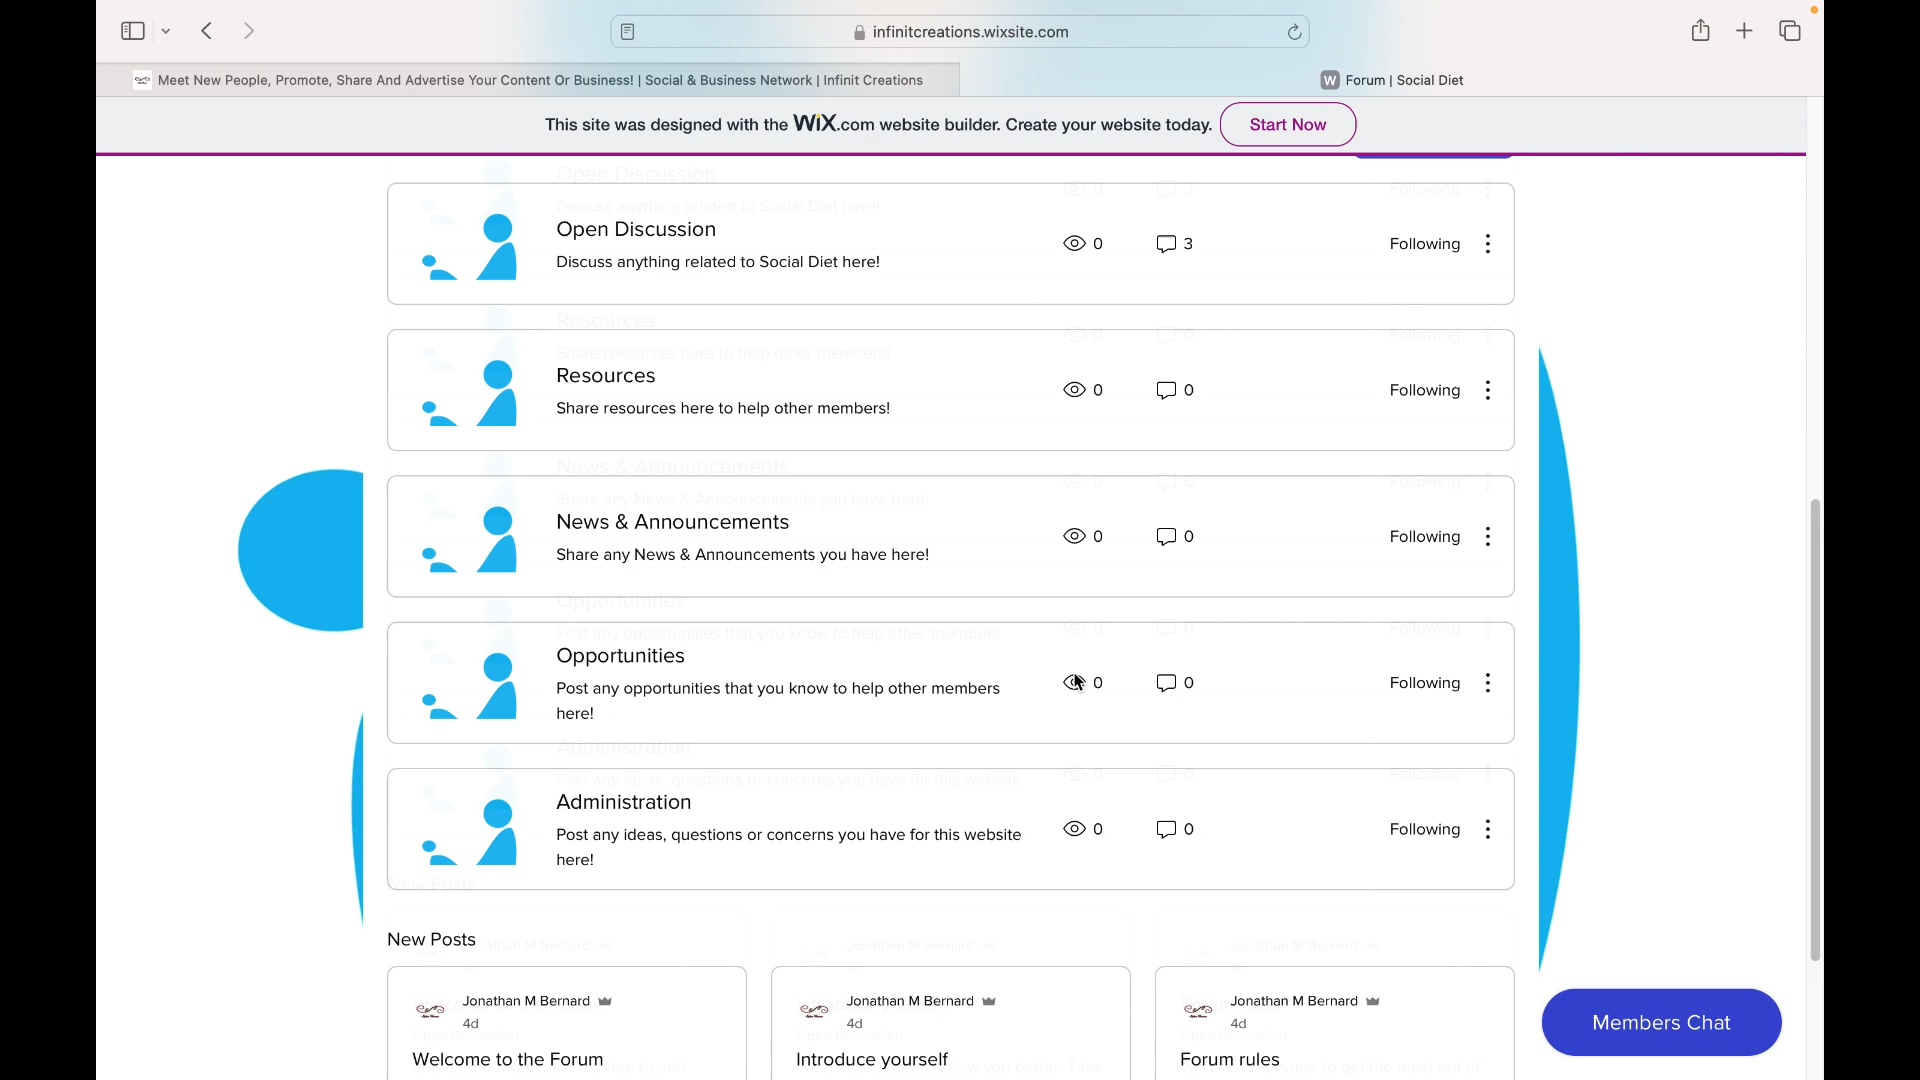 infinitcreations.wixsite.com
Meet New People, Promote, Share And Advertise Your Content Or Business! | Social & Business Network | Infinit Creations
W Forum | Social Diet
This site was designed with the WiX.com website builder. Create your website today. Start Now
Open Discussion
Discuss anything related to Social Diet here!
0 3 Following
Resources
Share resources here to help other members!
0 0 Following
News & Announcements
Share any News & Announcements you have here!
0 0 Following
Opportunities
Post any opportunities that you know to help other members
here!
0 0 Following
Administration
Post any ideas, questions or concerns you have for this website
here!
0 0 Following
New Posts
Jonathan M Bernard
4d
Welcome to the Forum
Jonathan M Bernard
4d
Introduce yourself
Jonathan M Bernard
4d
Forum rules
Members Chat